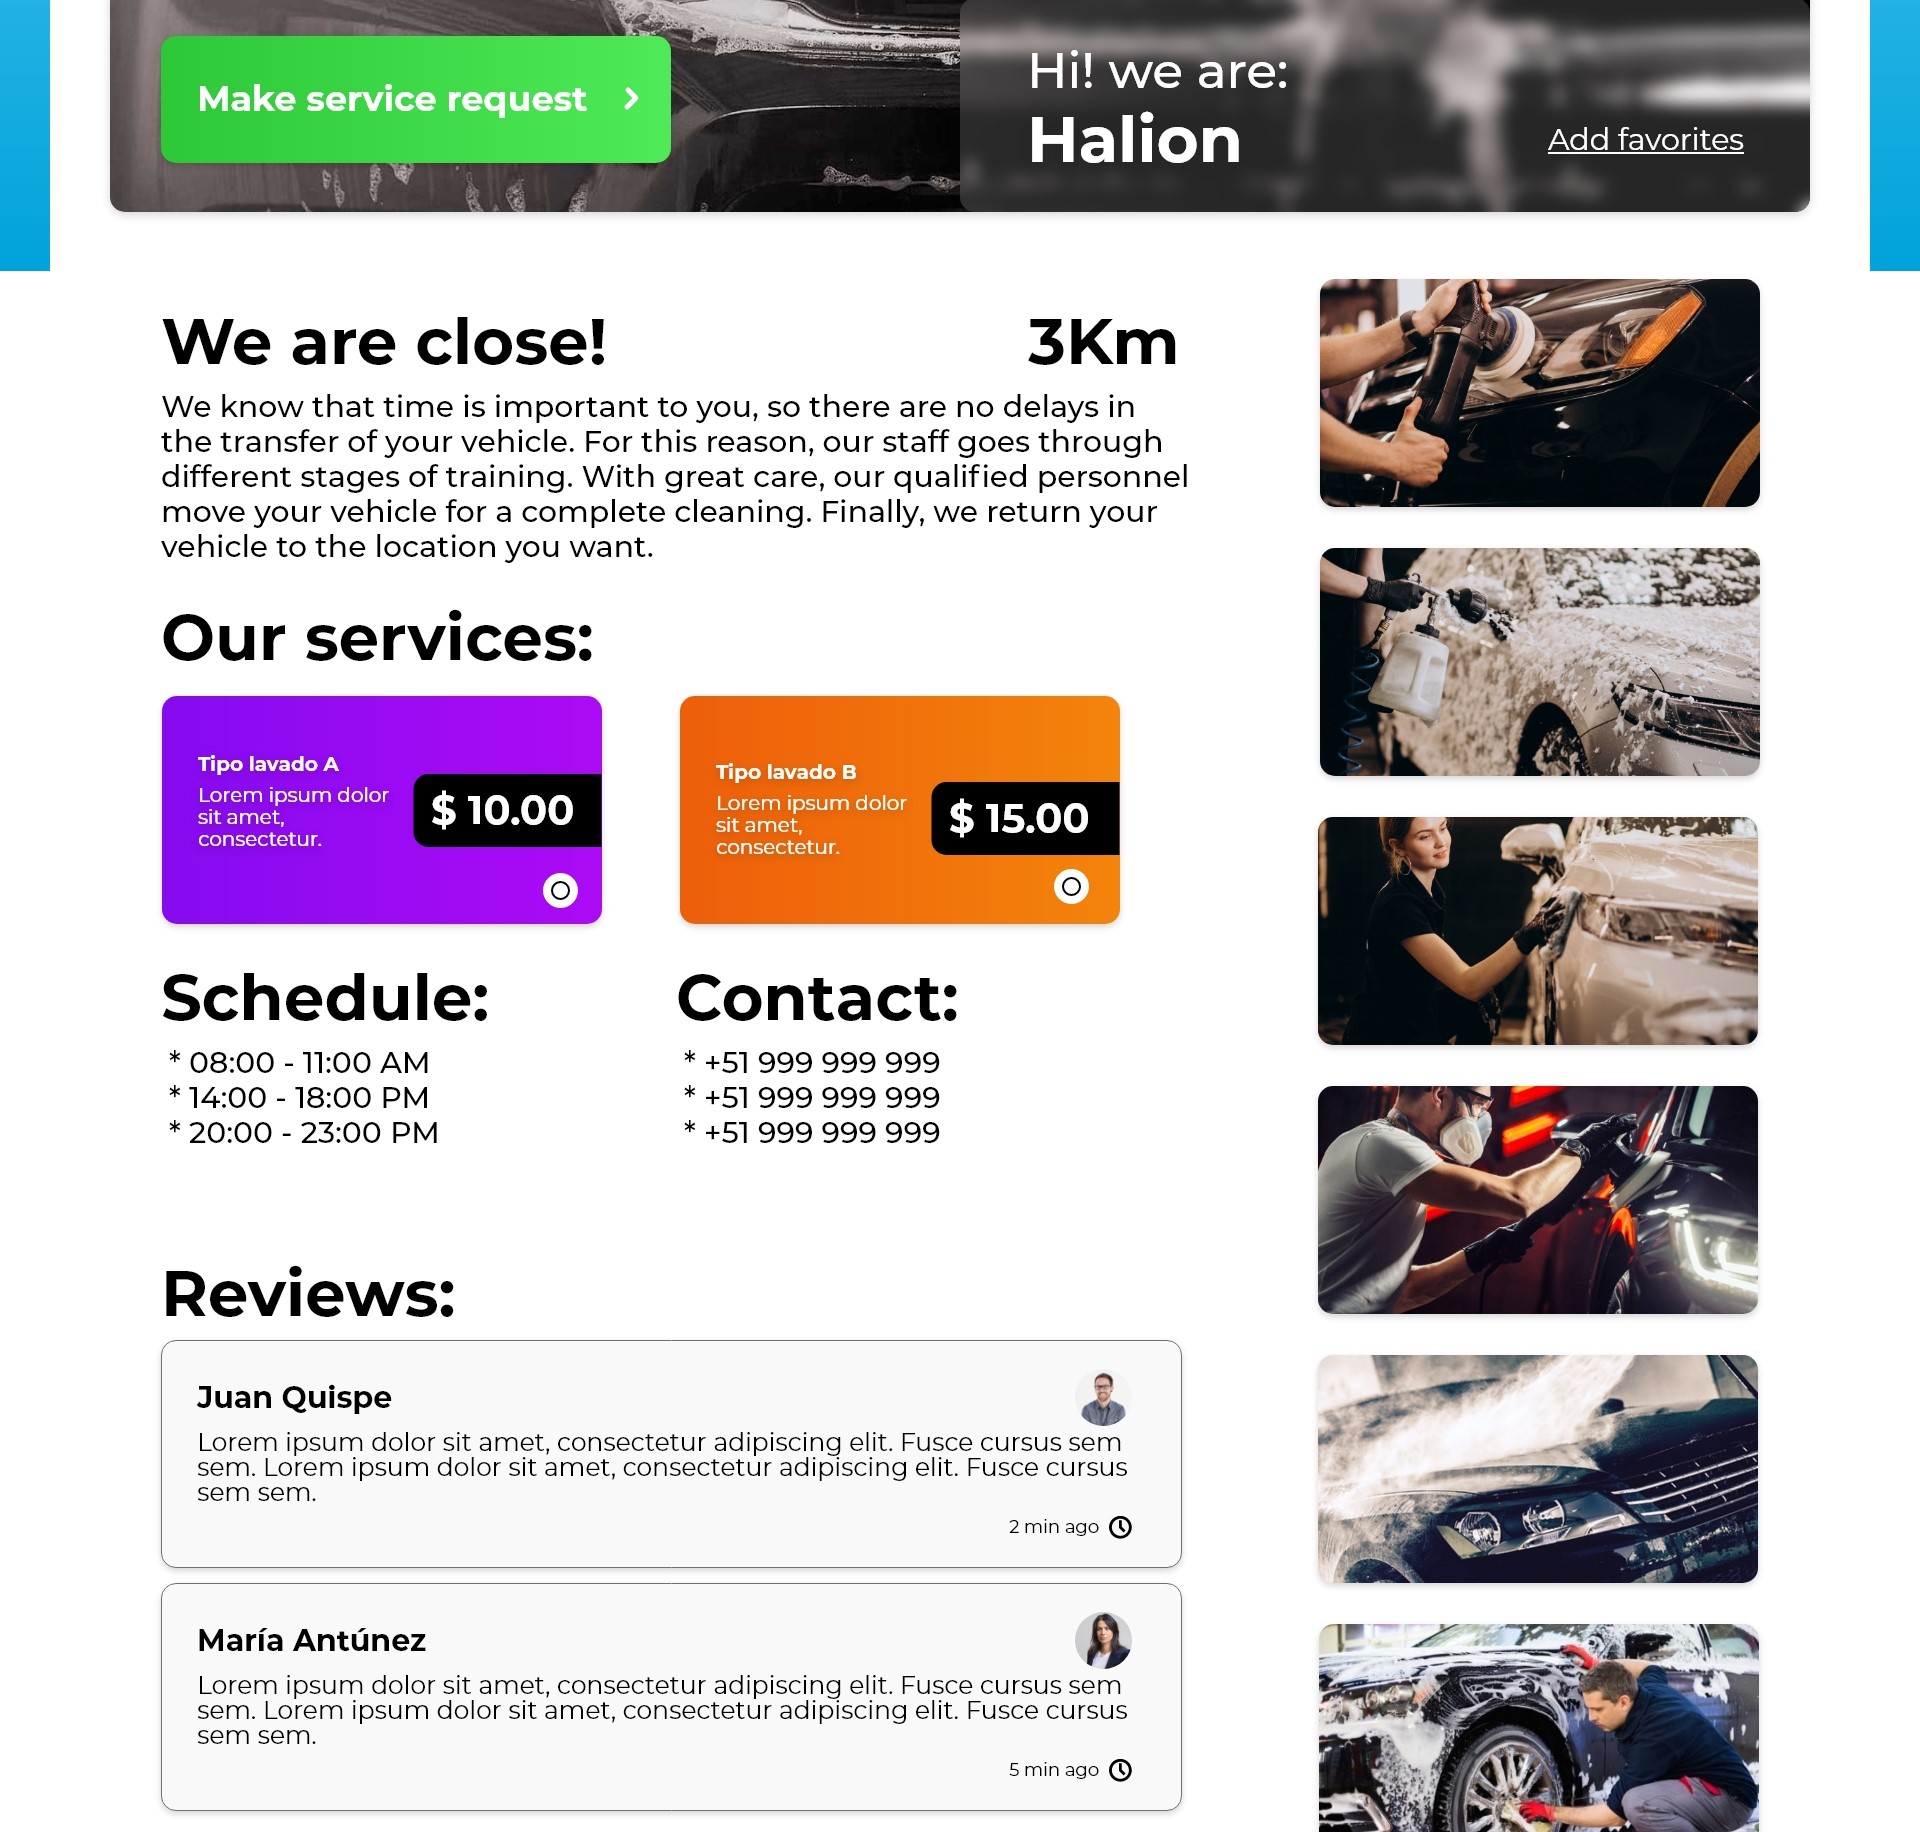 Make service request
Hi! we are:
Halion
Add favorites
We are close!
3Km
We know that time is important to you, so there are no delays in
the transfer of your vehicle. For this reason, our staff goes through
different stages of training. With great care, our qualified personnel
move your vehicle for a complete cleaning. Finally, we return your
vehicle to the location you want.
Our services:
Tipo lavado A
Lorem ipsum dolor
sit amet,
consectetur.
$ 10.00
Tipo lavado B
Lorem ipsum dolor
sit amet,
consectetur.
$ 15.00
Schedule:
* 08:00 - 11:00 AM
* 14:00 - 18:00 PM
* 20:00 - 23:00 PM
Contact:
* +51 999 999 999
* +51 999 999 999
* +51 999 999 999
Reviews:
Juan Quispe
Lorem ipsum dolor sit amet, consectetur adipiscing elit. Fusce cursus sem
sem. Lorem ipsum dolor sit amet, consectetur adipiscing elit. Fusce cursus
sem sem.
2 min ago
María Antúnez
Lorem ipsum dolor sit amet, consectetur adipiscing elit. Fusce cursus sem
sem. Lorem ipsum dolor sit amet, consectetur adipiscing elit. Fusce cursus
sem sem.
5 min ago